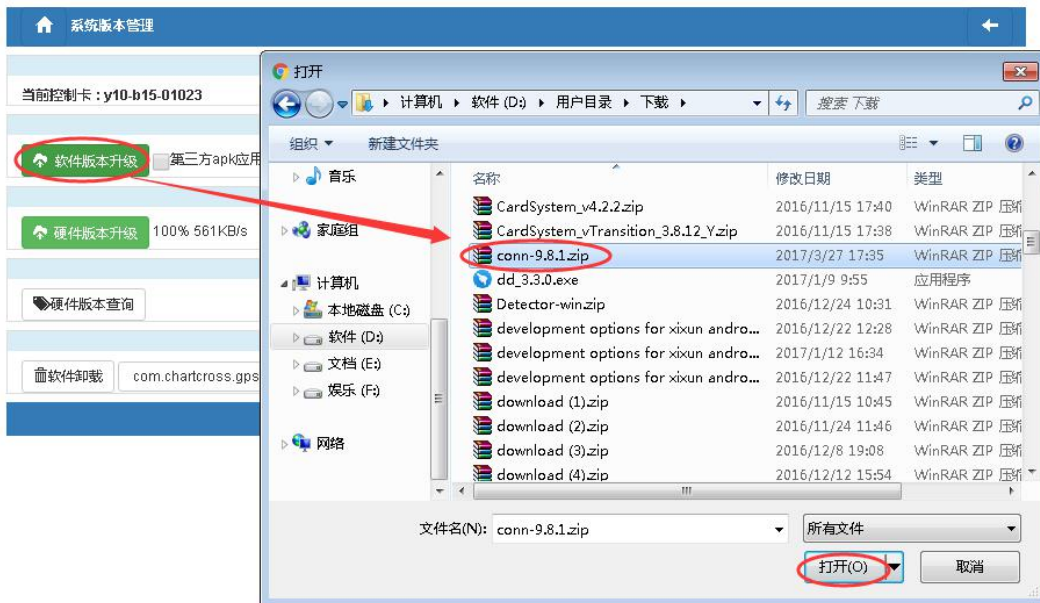 系统版本管理
当前控制卡：y10-b15-01023
软件版本升级
第三方apk应用
硬件版本升级
100% 561KB/s
硬件版本查询
软件卸载
com.chartcross.gps
打开
计算机
软件 (D:)
用户目录
下载
搜索 下载
组织
新建文件夹
音乐
家庭组
计算机
本地磁盘 (C:)
软件 (D:)
文档 (E:)
娱乐 (F:)
网络
名称 修改日期 类型
CardSystem_v4.2.2.zip 2016/11/15 17:40 WinRAR ZIP 压缩
CardSystem_vTransition_3.8.12_Y.zip 2016/11/15 17:38 WinRAR ZIP 压缩
conn-9.8.1.zip 2017/3/27 17:35 WinRAR ZIP 压缩
dd_3.3.0.exe 2017/1/9 9:55 应用程序
Detector-win.zip 2016/12/24 10:31 WinRAR ZIP 压缩
development options for xixun andro... 2016/12/22 12:28 WinRAR ZIP 压缩
development options for xixun andro... 2017/1/12 16:34 WinRAR ZIP 压缩
development options for xixun andro... 2016/12/22 11:47 WinRAR ZIP 压缩
download (1).zip 2016/11/15 10:45 WinRAR ZIP 压缩
download (2).zip 2016/11/24 11:46 WinRAR ZIP 压缩
download (3).zip 2016/12/8 19:08 WinRAR ZIP 压缩
download (4).zip 2016/12/12 15:54 WinRAR ZIP 压缩
文件名(N): conn-9.8.1.zip
所有文件
打开(O)
取消